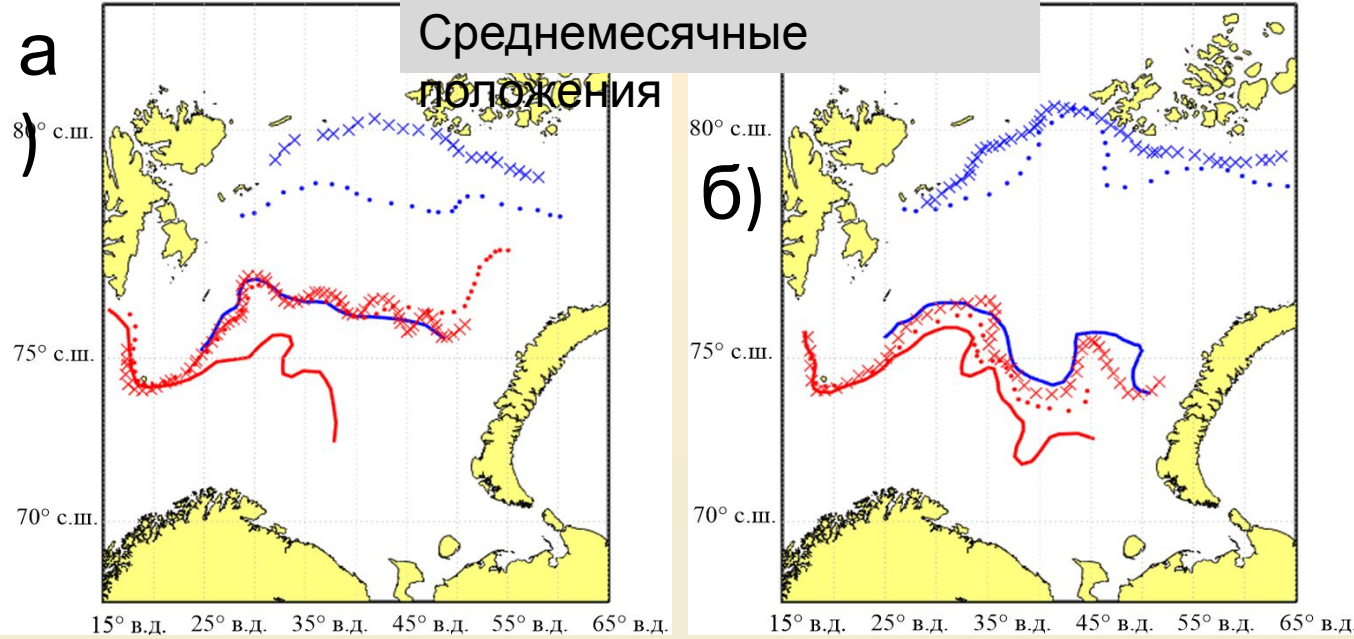 Среднемесячные
положения
а
)
б)
80° с.ш.
75° с.ш.
70° с.ш.
15° в.д. 25° в.д. 35° в.д. 45° в.д. 55° в.д. 65° в.д.
80° с.ш.
75° с.ш.
70° с.ш.
15° в.д. 25° в.д. 35° в.д. 45° в.д. 55° в.д. 65° в.д.